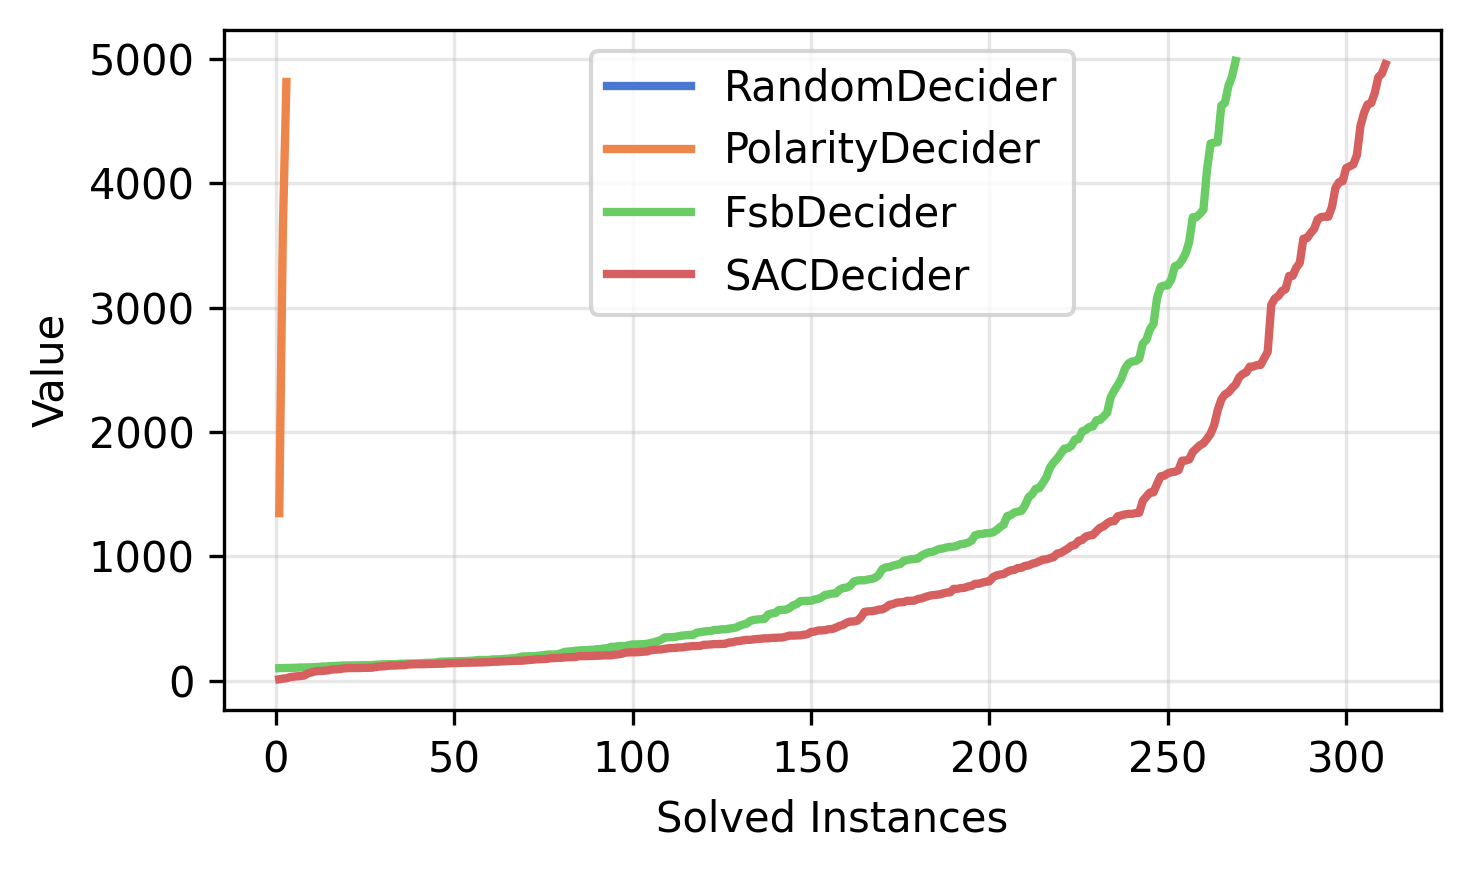 5000
4000
3000
2000
1000
0
Value
RandomDecider
PolarityDecider
FsbDecider
SACDecider
0 50 100 150 200 250 300
Solved Instances